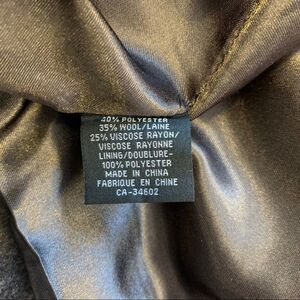 40% POLYESTER
35% WOOL/LAINE
25% VISCOSE RAYON/
VISCOSE RAYONNE
LINING/DOUBLURE-
100% POLYESTER
MADE IN CHINA
FABRIQUE EN CHINE
CA-34602